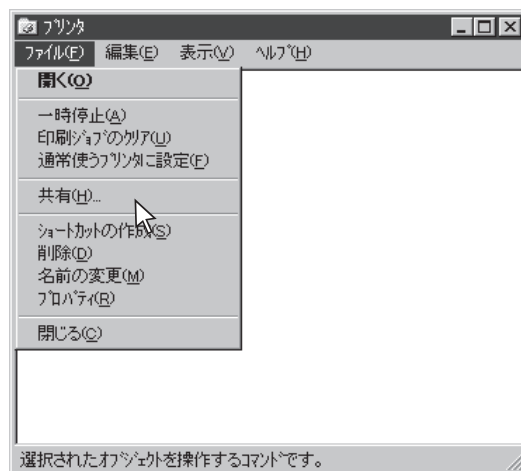 プリンタ
ファイル(F) 編集(E) 表示(V) ヘルプ(H)
開く(O)
一時停止(A)
印刷ジョブのクリア(U)
通常使うプリンタに設定(F)
共有(H)...
ショートカットの作成(S)
削除(D)
名前の変更(M)
プロパティ(R)
閉じる(C)
選択されたオブジェクトを操作するコマンドです。